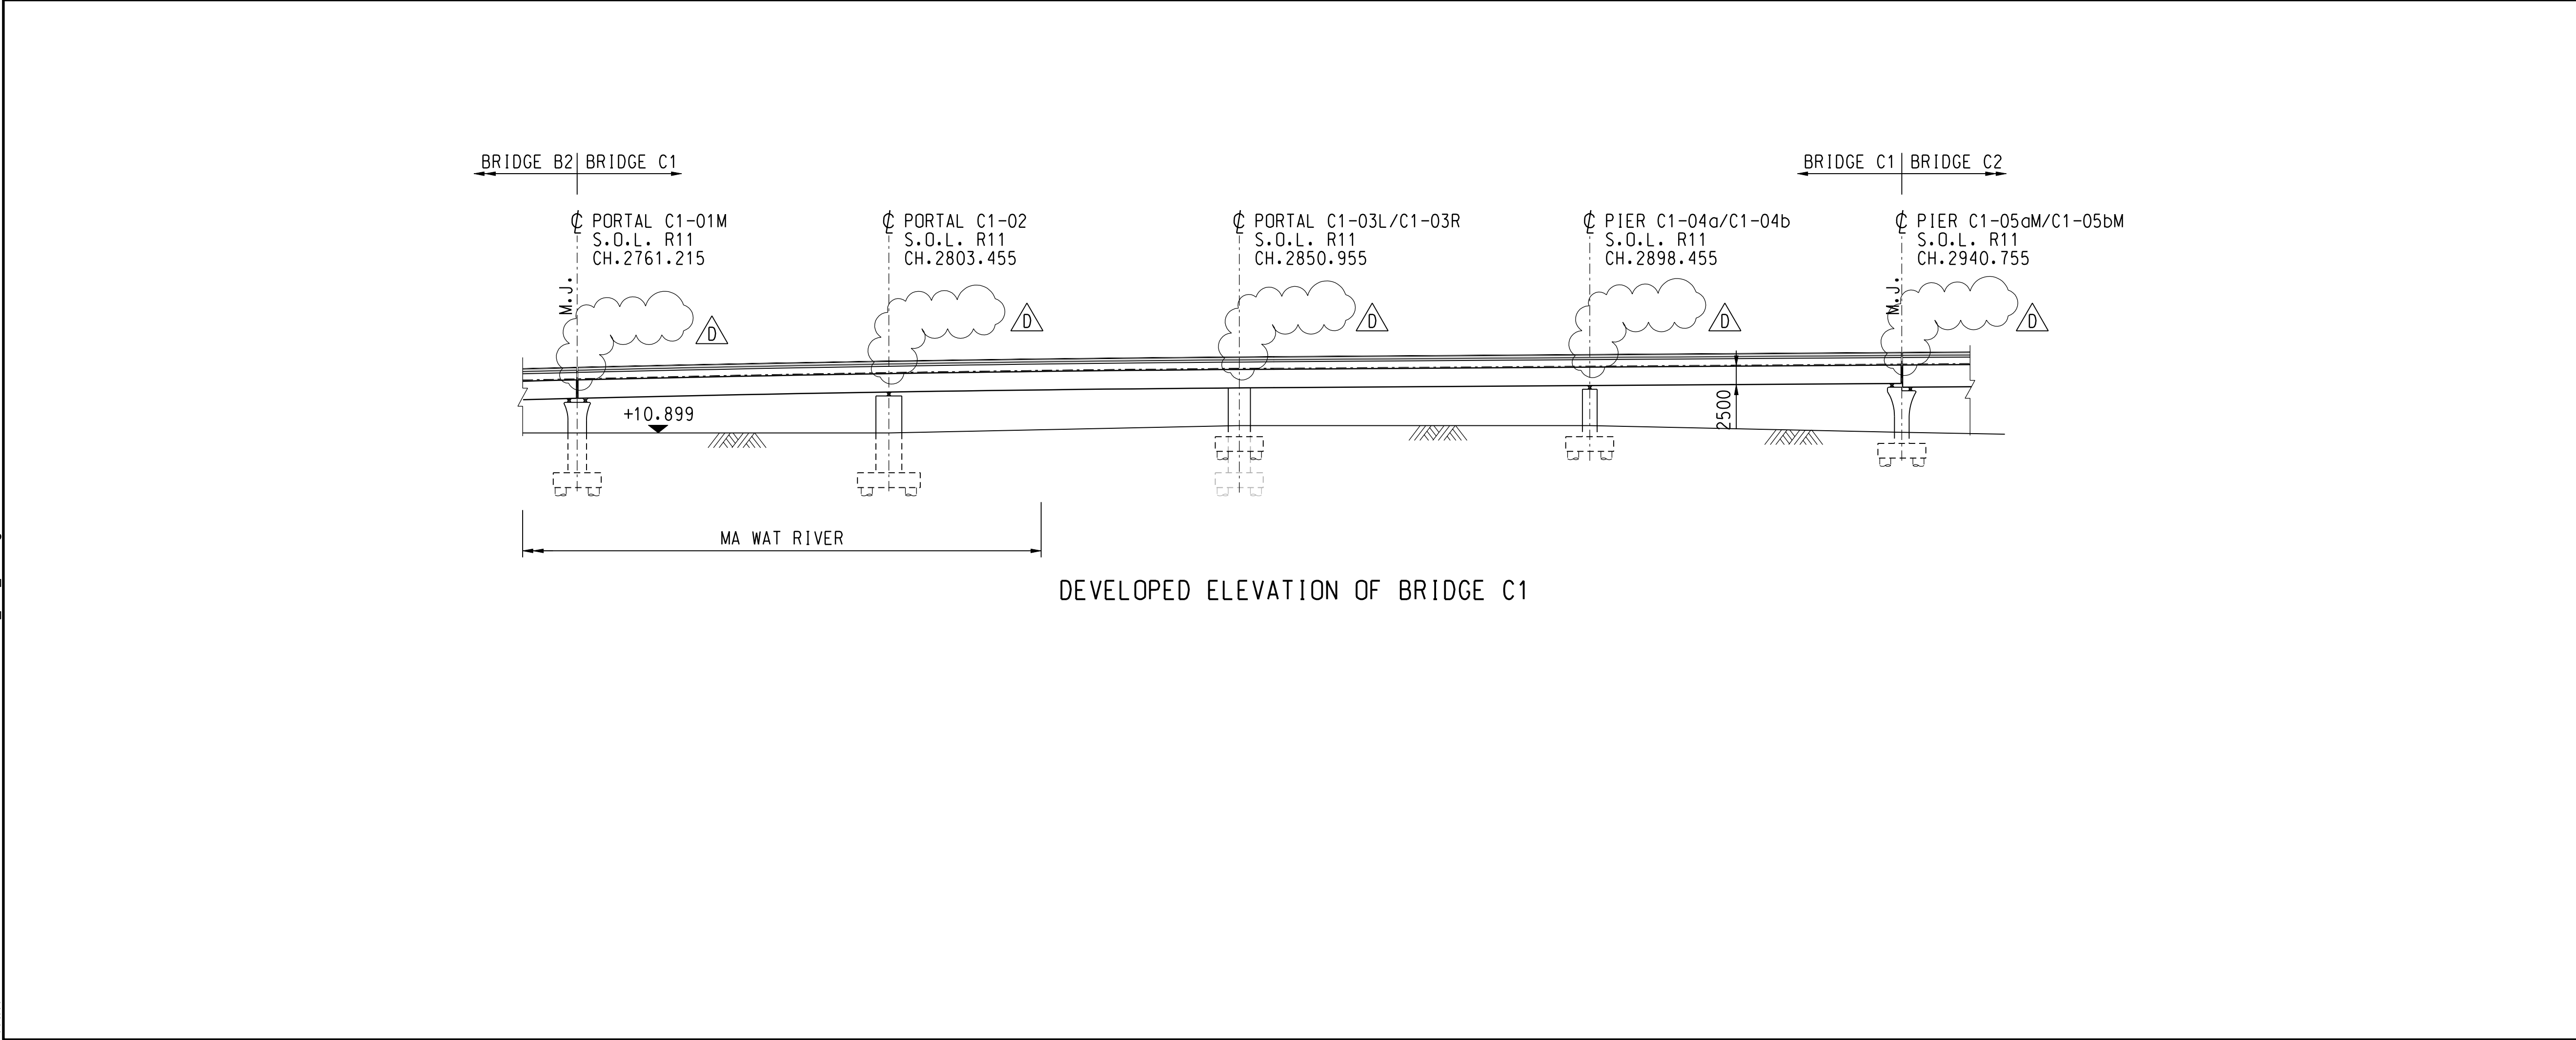 BRIDGE B2 BRIDGE C1
BRIDGE C1 BRIDGE C2
℄ PORTAL C1-01M
S.O.L. R11
CH.2761.215
℄ PORTAL C1-02
S.O.L. R11
CH.2803.455
℄ PORTAL C1-03L/C1-03R
S.O.L. R11
CH.2850.955
℄ PIER C1-04a/C1-04b
S.O.L. R11
CH.2898.455
℄ PIER C1-05aM/C1-05bM
S.O.L. R11
CH.2940.755
M.J.
M.J.
D
D
D
D
D
+10.899
2500
MA WAT RIVER
DEVELOPED ELEVATION OF BRIDGE C1